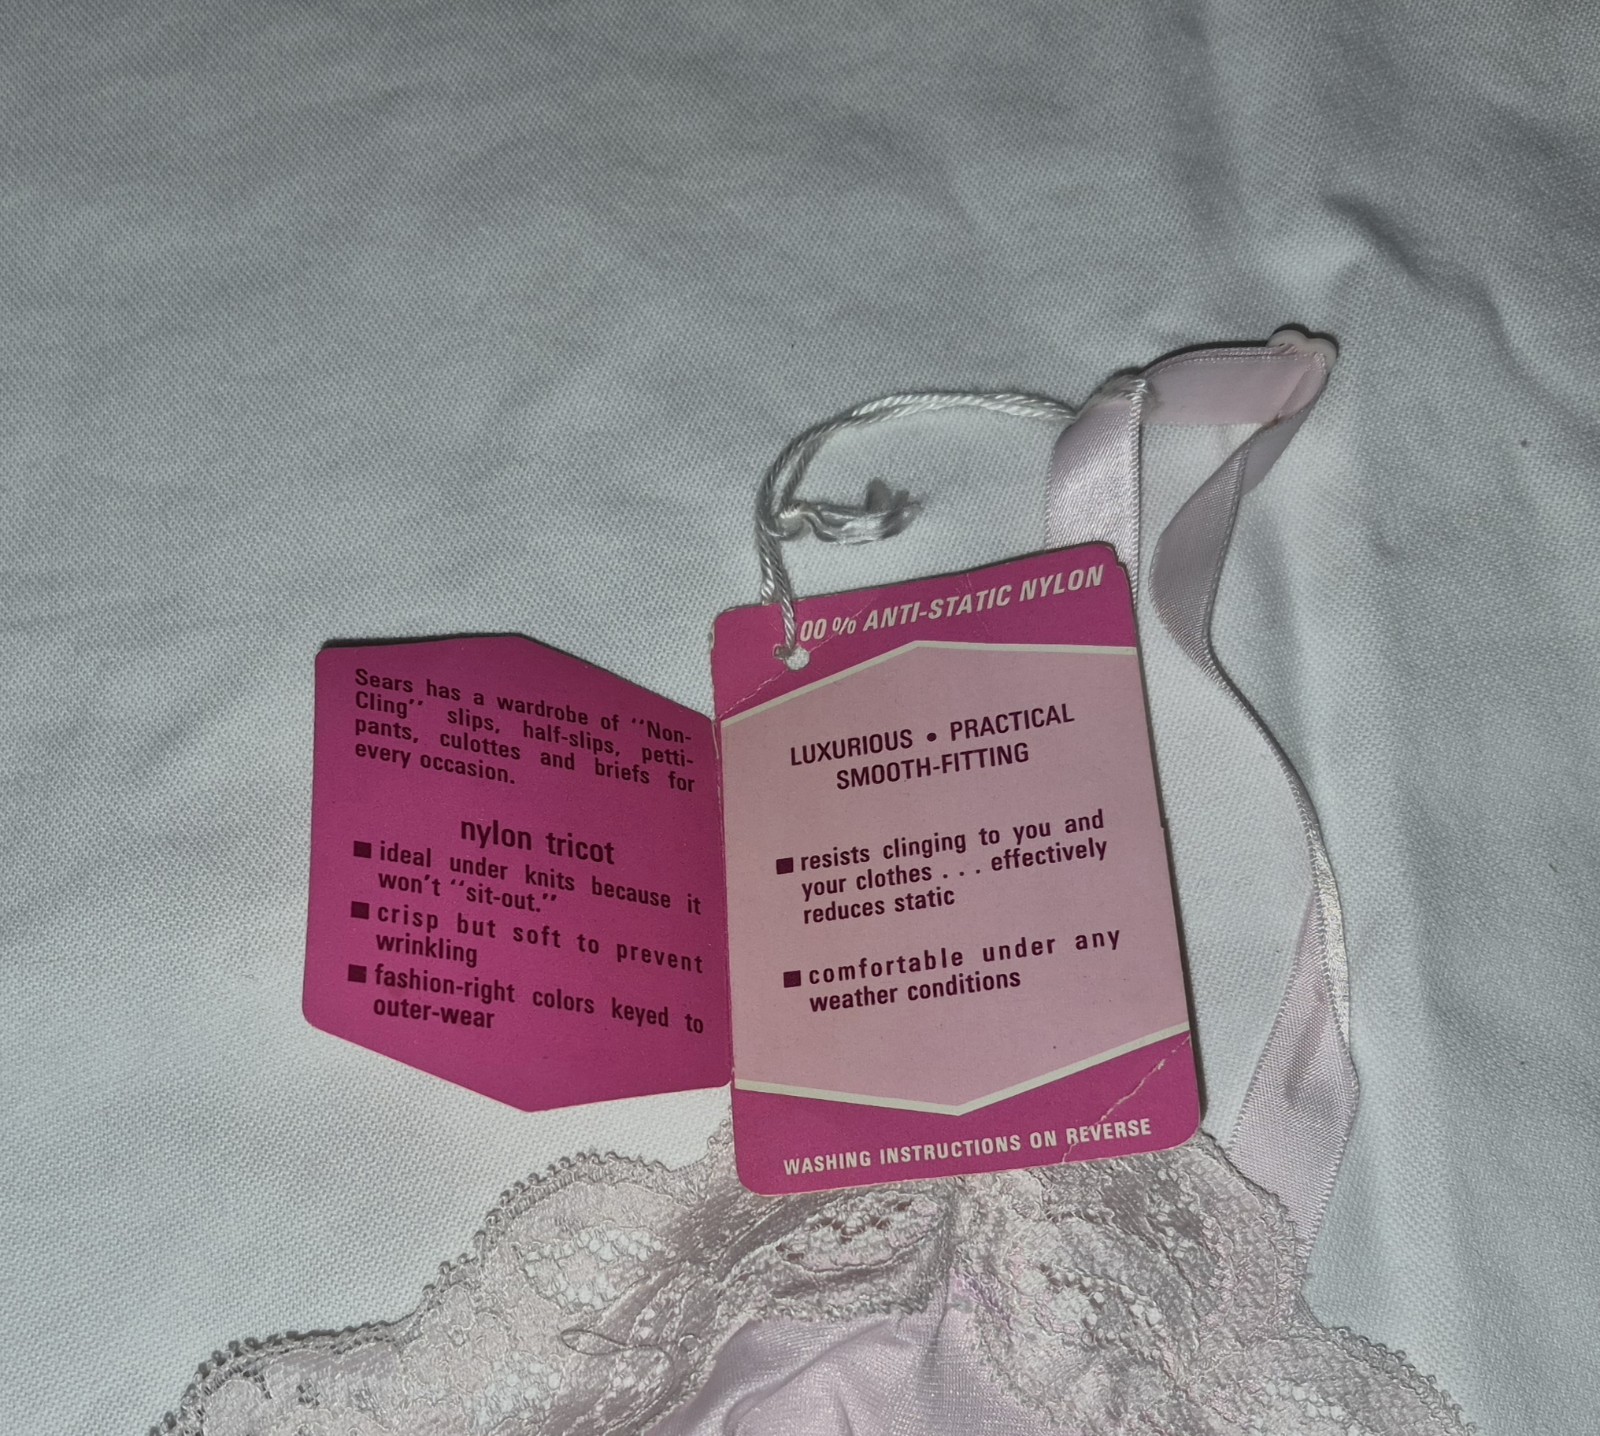 Sears has a wardrobe of "Non-
Cling" slips, half-slips, petti-
pants, culottes and briefs for
every occasion.
nylon tricot
■ ideal under knits because it
won't "sit-out."
■ crisp but soft to prevent
wrinkling
■ fashion-right colors keyed to
outer-wear
00% ANTI-STATIC NYLON
LUXURIOUS • PRACTICAL
SMOOTH-FITTING
■ resists clinging to you and
your clothes . . . effectively
reduces static
■ comfortable under any
weather conditions
WASHING INSTRUCTIONS ON REVERSE